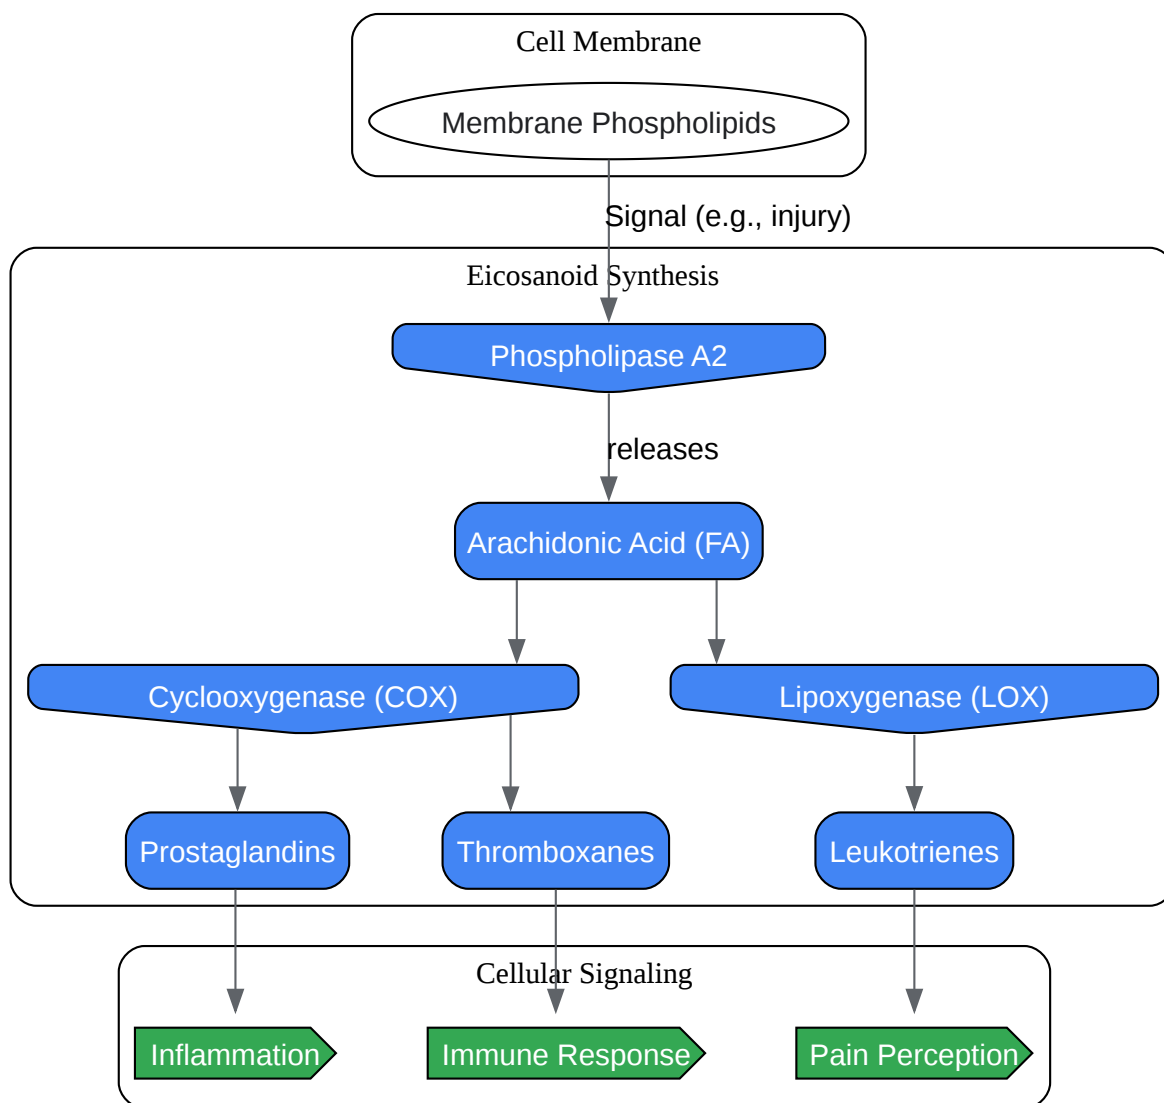 Cell Membrane
Membrane Phospholipids
Signal (e.g., injury)
Eicosanoid Synthesis
Phospholipase A2
releases
Arachidonic Acid (FA)
Cyclooxygenase (COX)
Lipoxygenase (LOX)
Prostaglandins
Thromboxanes
Leukotrienes
Cellular Signaling
Inflammation
Immune Response
Pain Perception